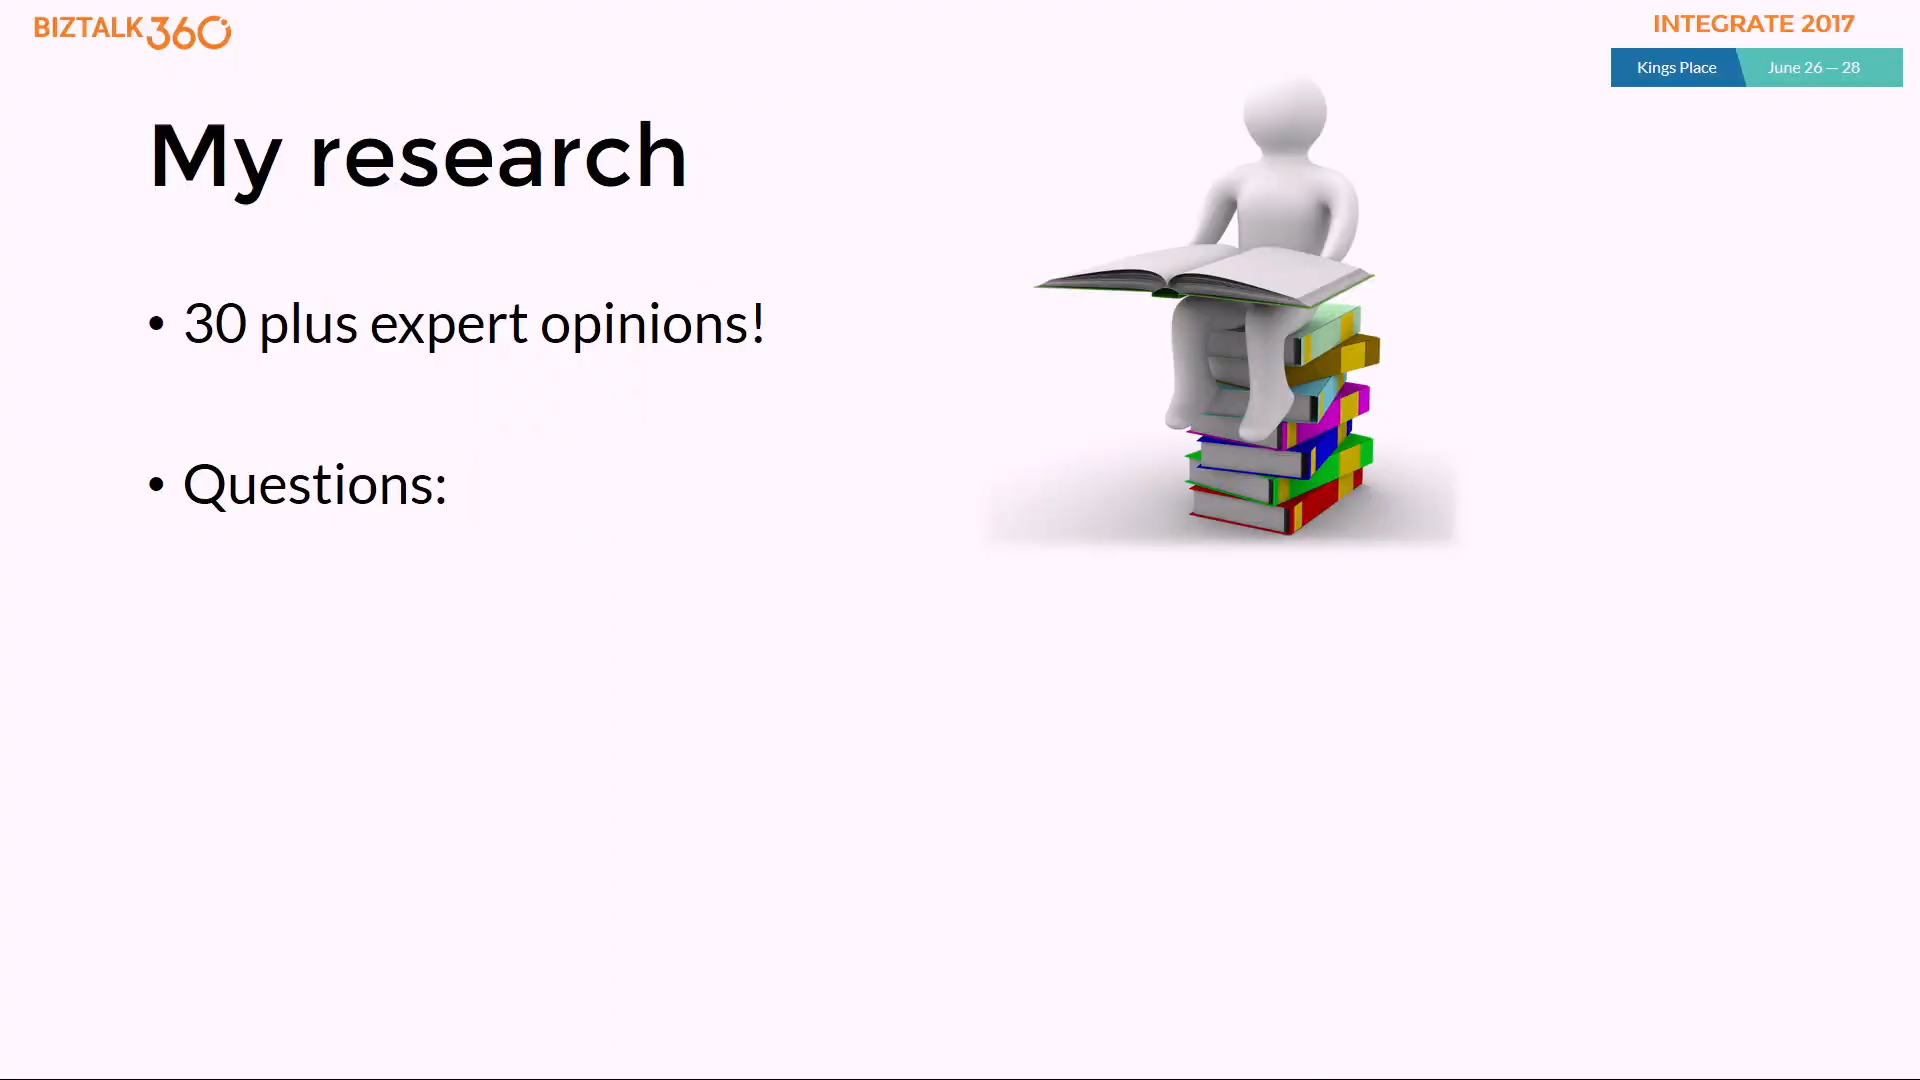 BIZTALK360
INTEGRATE 2017
Kings Place June 26 — 28
My research
• 30 plus expert opinions!
• Questions: